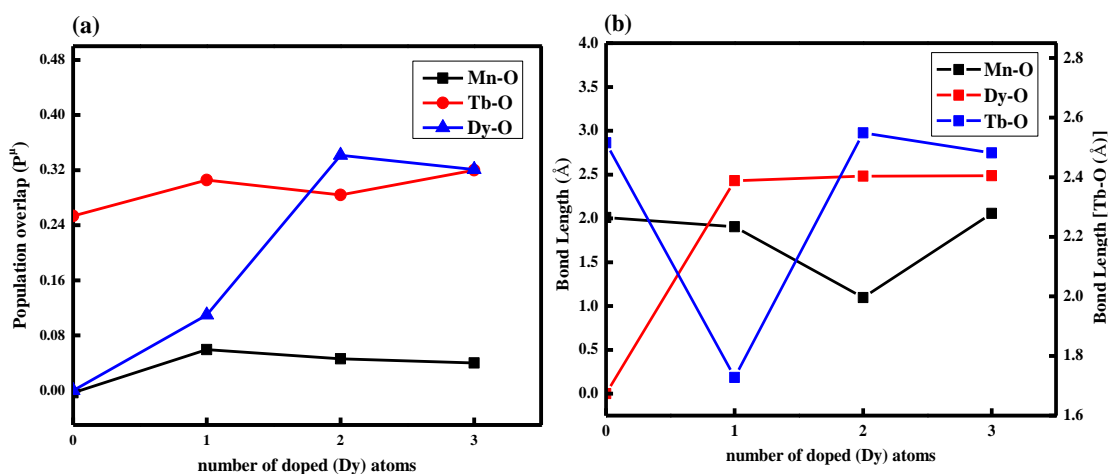 (a)
Population overlap (P^μ)
0.48
0.40
0.32
0.24
0.16
0.08
0.00
Mn-O
Tb-O
Dy-O
0 1 2 3
number of doped (Dy) atoms
(b)
Bond Length (Å)
4.0
3.5
3.0
2.5
2.0
1.5
1.0
0.5
0.0
Mn-O
Dy-O
Tb-O
2.8
2.6
2.4
2.2
2.0
1.8
1.6
Bond Length [Tb-O (Å)]
0 1 2 3
number of doped (Dy) atoms